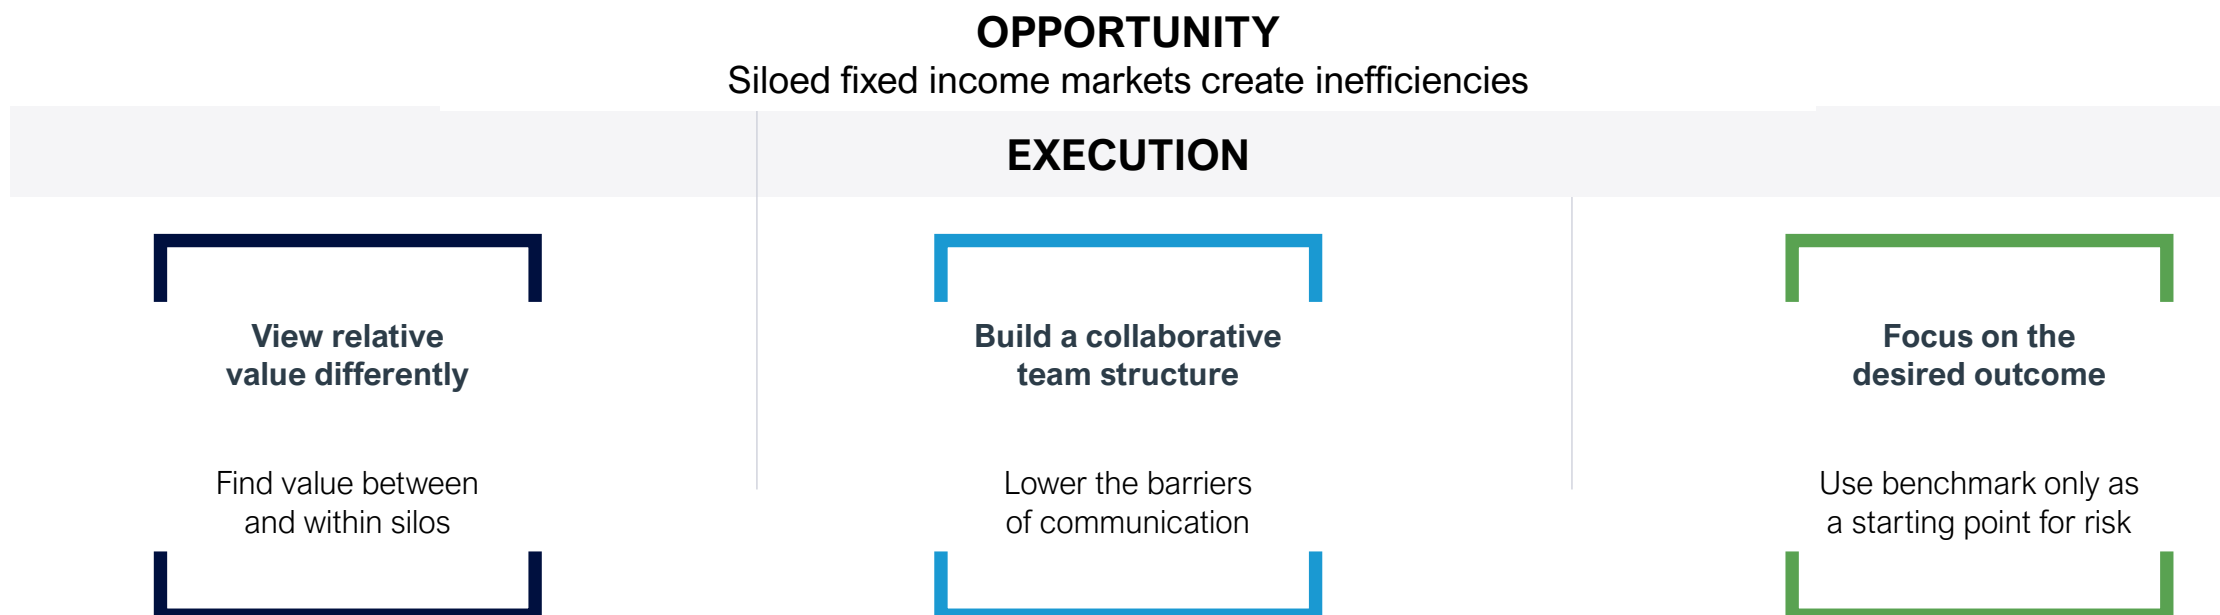 OPPORTUNITY
Siloed fixed income markets create inefficiencies
EXECUTION
View relative
value differently
Find value between
and within silos
Build a collaborative
team structure
Lower the barriers
of communication
Focus on the
desired outcome
Use benchmark only as
a starting point for risk